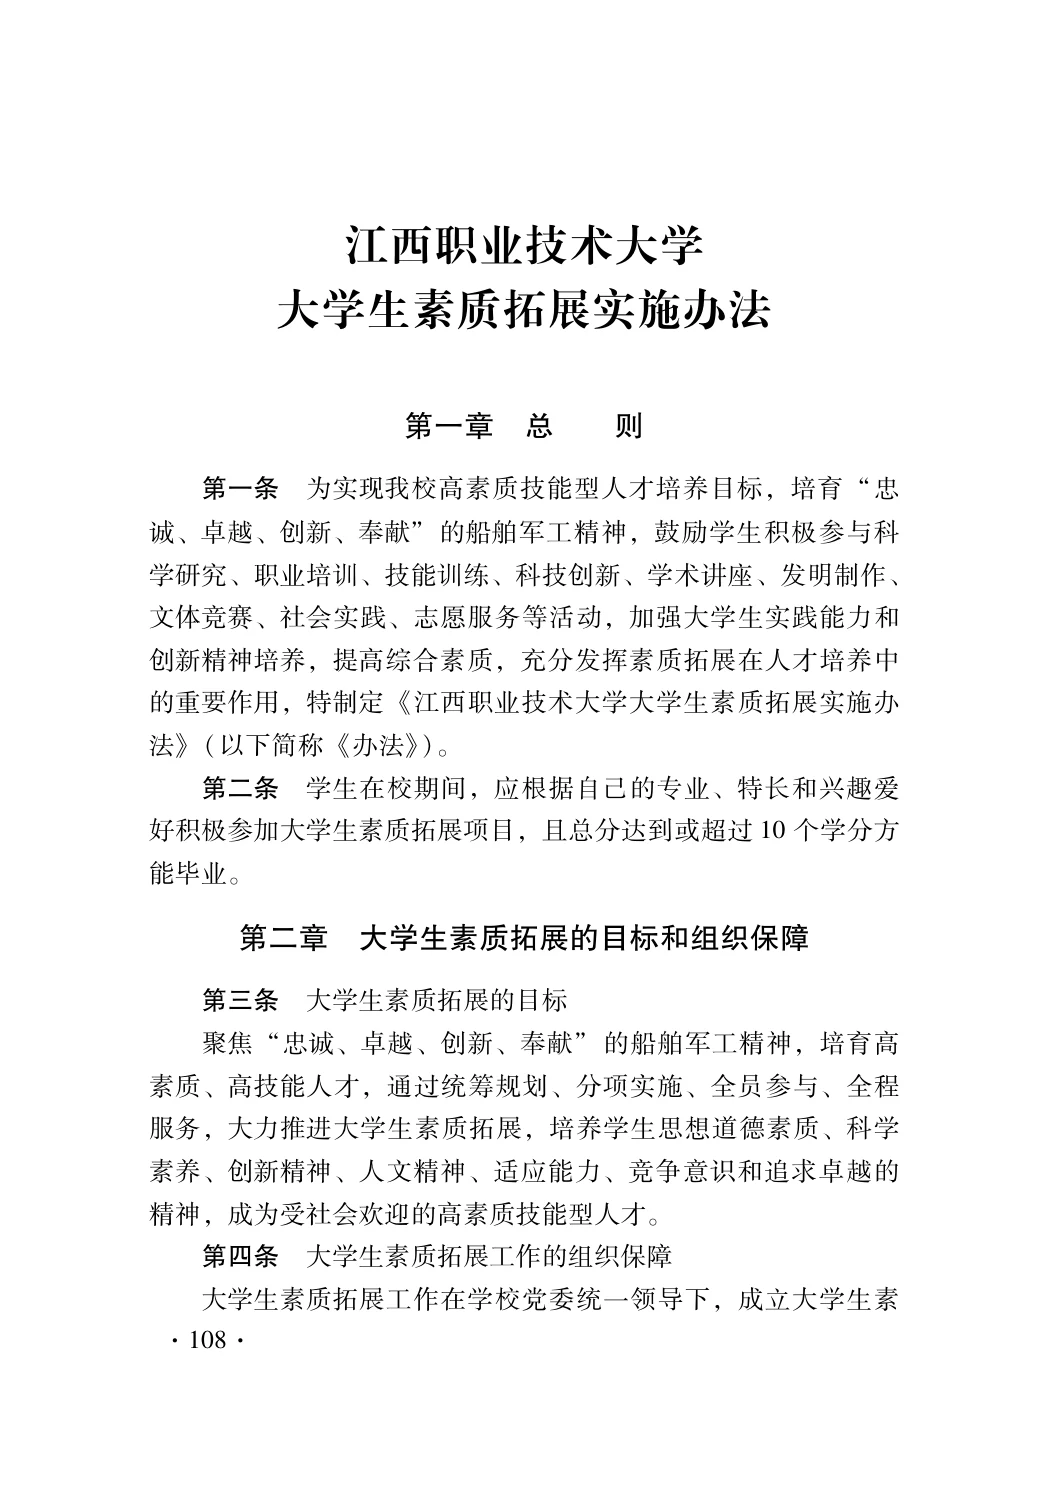 江西职业技术大学
大学生素质拓展实施办法
第一章　总　　则
第一条　为实现我校高素质技能型人才培养目标，培育“忠
诚、卓越、创新、奉献”的船舶军工精神，鼓励学生积极参与科
学研究、职业培训、技能训练、科技创新、学术讲座、发明制作、
文体竞赛、社会实践、志愿服务等活动，加强大学生实践能力和
创新精神培养，提高综合素质，充分发挥素质拓展在人才培养中
的重要作用，特制定《江西职业技术大学大学生素质拓展实施办
法》（以下简称《办法》）。
第二条　学生在校期间，应根据自己的专业、特长和兴趣爱
好积极参加大学生素质拓展项目，且总分达到或超过 10 个学分方
能毕业。
第二章　大学生素质拓展的目标和组织保障
第三条　大学生素质拓展的目标
聚焦“忠诚、卓越、创新、奉献”的船舶军工精神，培育高
素质、高技能人才，通过统筹规划、分项实施、全员参与、全程
服务，大力推进大学生素质拓展，培养学生思想道德素质、科学
素养、创新精神、人文精神、适应能力、竞争意识和追求卓越的
精神，成为受社会欢迎的高素质技能型人才。
第四条　大学生素质拓展工作的组织保障
大学生素质拓展工作在学校党委统一领导下，成立大学生素
· 108 ·